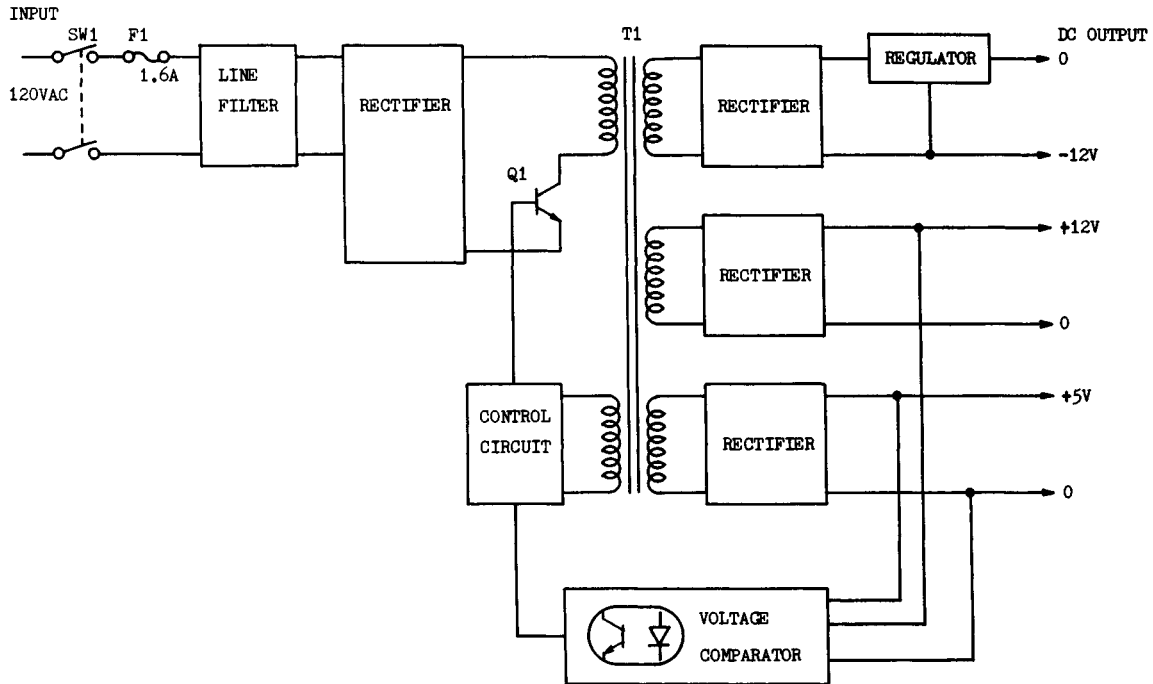 INPUT
SW1
F1
1.6A
120VAC
LINE
FILTER
RECTIFIER
Q1
T1
RECTIFIER
REGULATOR
DC OUTPUT
0
-12V
RECTIFIER
+12V
0
CONTROL
CIRCUIT
RECTIFIER
+5V
0
VOLTAGE
COMPARATOR